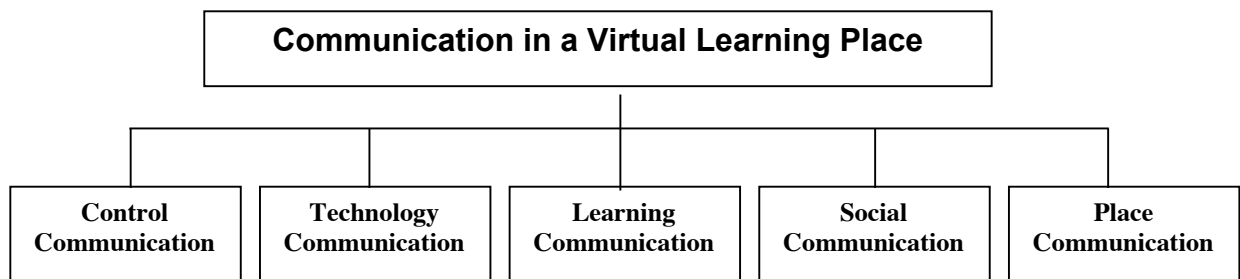 Communication in a Virtual Learning Place
Control
Communication
Technology
Communication
Learning
Communication
Social
Communication
Place
Communication